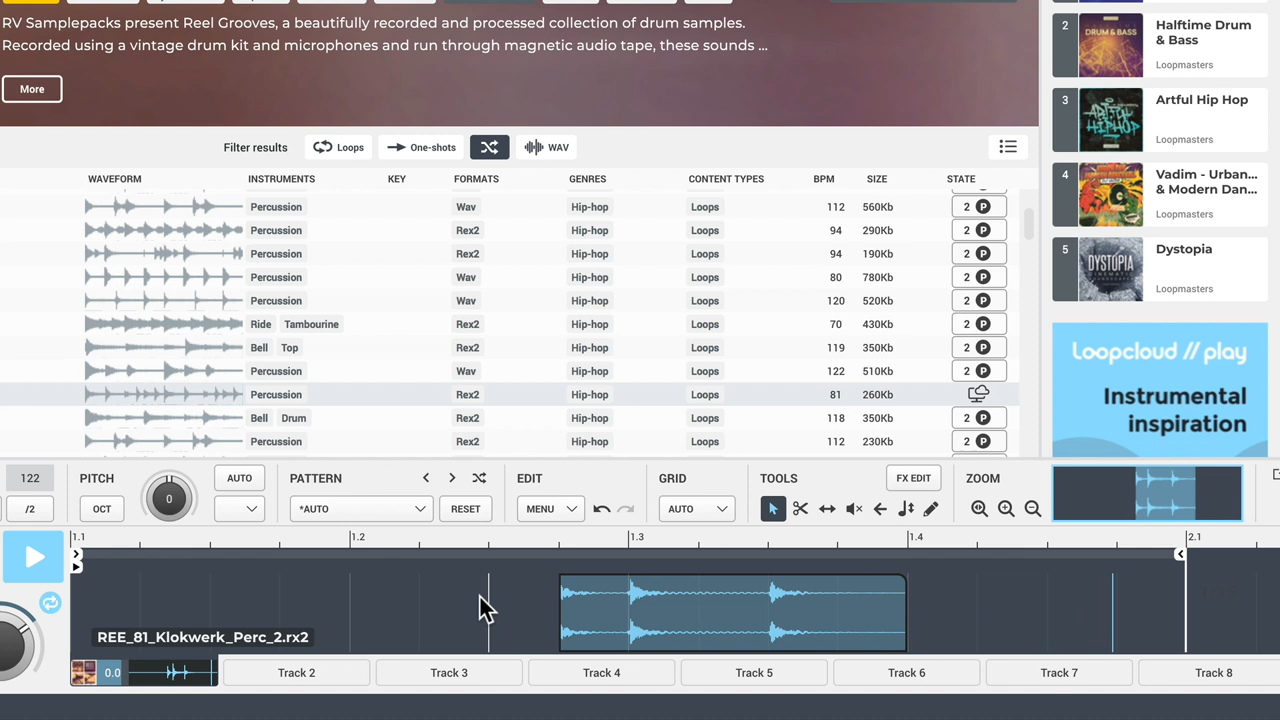 RV Samplepacks present Reel Grooves, a beautifully recorded and processed collection of drum samples.
Recorded using a vintage drum kit and microphones and run through magnetic audio tape, these sounds ...
More
Filter results Loops One-shots WAV
WAVEFORM INSTRUMENTS KEY FORMATS GENRES CONTENT TYPES BPM SIZE STATE
Percussion Wav Hip-hop Loops 112 560Kb 2 P
Percussion Rex2 Hip-hop Loops 94 290Kb 2 P
Percussion Rex2 Hip-hop Loops 94 190Kb 2 P
Percussion Wav Hip-hop Loops 80 780Kb 2 P
Percussion Wav Hip-hop Loops 120 520Kb 2 P
Ride Tambourine Rex2 Hip-hop Loops 70 430Kb 2 P
Bell Top Rex2 Hip-hop Loops 119 350Kb 2 P
Percussion Wav Hip-hop Loops 122 510Kb 2 P
Percussion Rex2 Hip-hop Loops 81 260Kb
Bell Drum Rex2 Hip-hop Loops 118 350Kb 2 P
Percussion Rex2 Hip-hop Loops 112 230Kb 2 P
2 DRUM & BASS Halftime Drum
& Bass
Loopmasters
3 ARTFUL HIPHOP Artful Hip Hop
Loopmasters
4 Vadim - Urban...
& Modern Dan...
Loopmasters
5 DYSTOPIA Dystopia
Loopmasters
Loopcloud // play
Instrumental
inspiration
122 PITCH 0 AUTO PATTERN EDIT GRID TOOLS FX EDIT ZOOM
/2 OCT *AUTO RESET MENU AUTO
1.1 1.2 1.3 1.4 2.1
REE_81_Klokwerk_Perc_2.rx2
0.0 Track 2 Track 3 Track 4 Track 5 Track 6 Track 7 Track 8